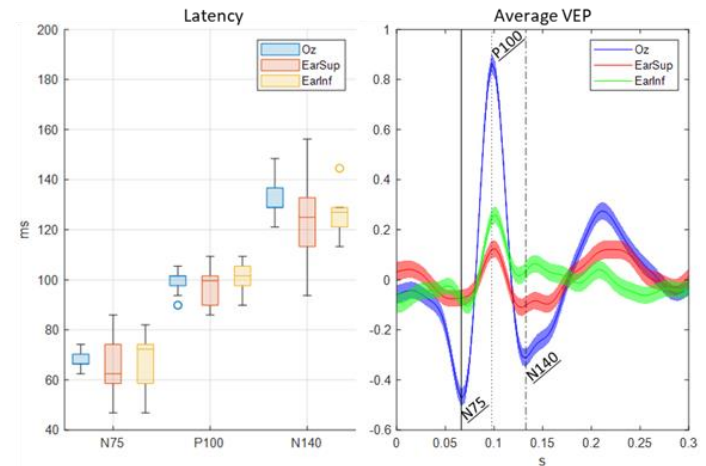 Latency
200
180
160
140
120
100
80
60
40
ms
N75
P100
N140
Oz
EarSup
EarInf
Average VEP
1
0.8
0.6
0.4
0.2
0
-0.2
-0.4
-0.6
0
0.05
0.1
0.15
0.2
0.25
0.3
s
Oz
EarSup
EarInf
P100
N75
N140